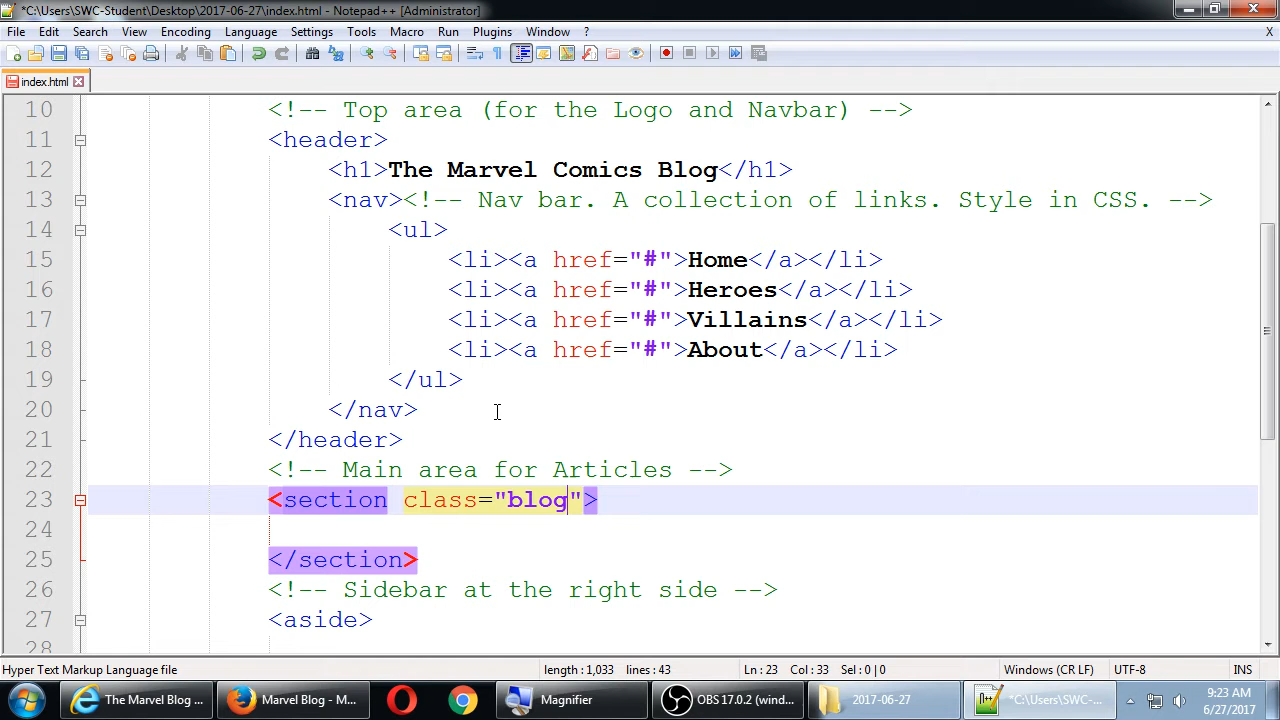 *C:\Users\SWC-Student\Desktop\2017-06-27\index.html - Notepad++ [Administrator]
File Edit Search View Encoding Language Settings Tools Macro Run Plugins Window ? X
index.html
10 <!-- Top area (for the Logo and Navbar) -->
11 <header>
12 <h1>The Marvel Comics Blog</h1>
13 <nav><!-- Nav bar. A collection of links. Style in CSS. -->
14 <ul>
15 <li><a href="#">Home</a></li>
16 <li><a href="#">Heroes</a></li>
17 <li><a href="#">Villains</a></li>
18 <li><a href="#">About</a></li>
19 </ul>
20 </nav>
21 </header>
22 <!-- Main area for Articles -->
23 <section class="blog">
24
25 </section>
26 <!-- Sidebar at the right side -->
27 <aside>
28
Hyper Text Markup Language file length : 1,033 lines : 43 Ln : 23 Col : 33 Sel : 0 | 0 Windows (CR LF) UTF-8 INS
The Marvel Blog ... Marvel Blog - M... Magnifier OBS 17.0.2 (wind... 2017-06-27 *C:\Users\SWC-... 9:23 AM
6/27/2017